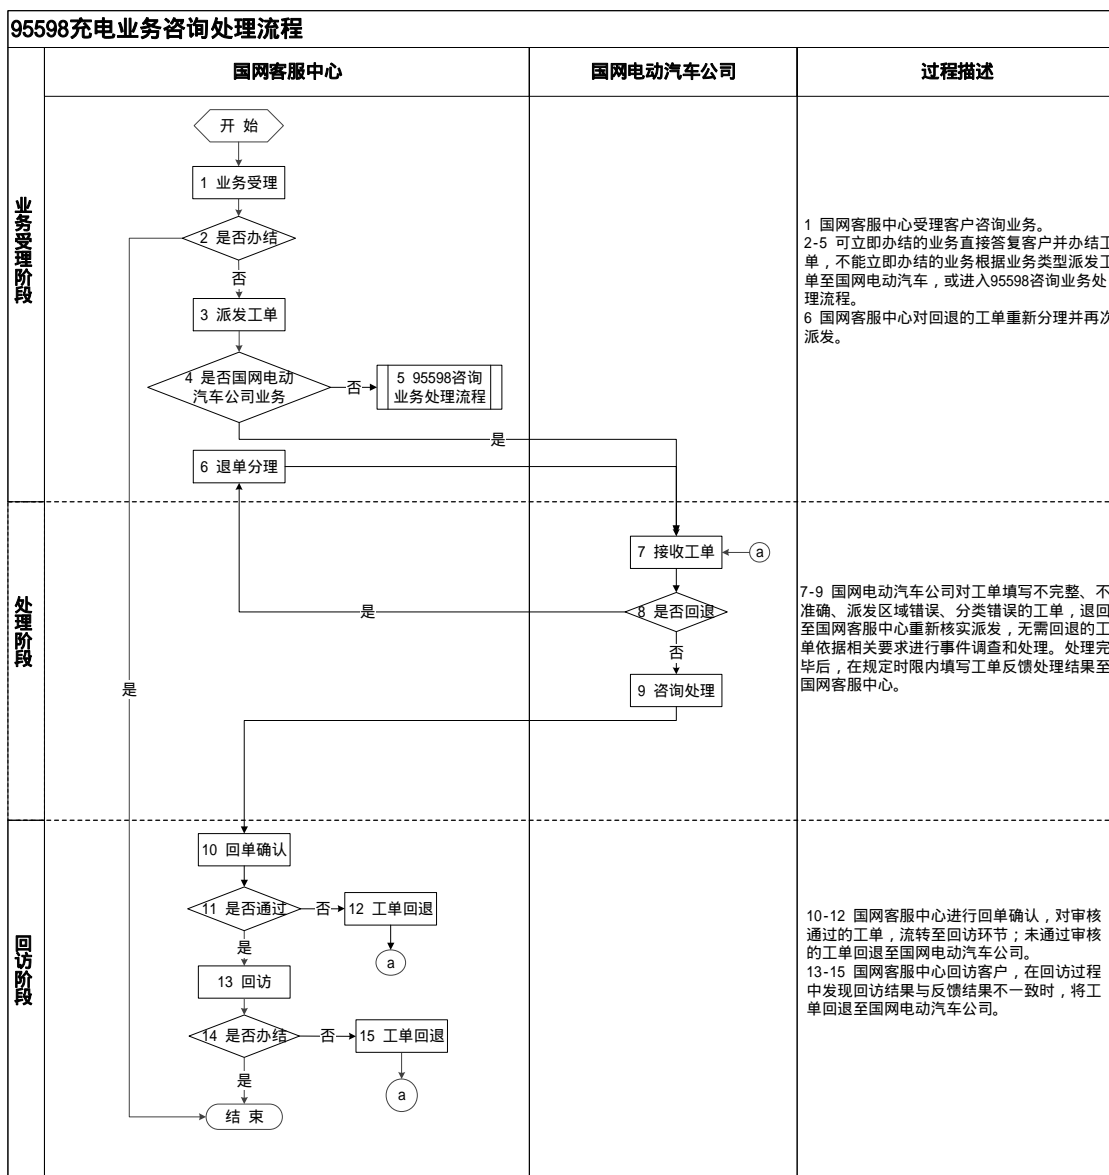 95598充电业务咨询处理流程
国网客服中心
国网电动汽车公司
过程描述
业务受理阶段
开 始
1 业务受理
2 是否办结
否
3 派发工单
4 是否国网电动
汽车公司业务
否
5 95598咨询
业务处理流程
是
6 退单分理
1 国网客服中心受理客户咨询业务。
2-5 可立即办结的业务直接答复客户并办结工
单，不能立即办结的业务根据业务类型派发工
单至国网电动汽车，或进入95598咨询业务处
理流程。
6 国网客服中心对回退的工单重新分理并再次
派发。
处理阶段
7 接收工单
a
是
8 是否回退
否
是
9 咨询处理
7-9 国网电动汽车公司对工单填写不完整、不
准确、派发区域错误、分类错误的工单，退回
至国网客服中心重新核实派发，无需回退的工
单依据相关要求进行事件调查和处理。处理完
毕后，在规定时限内填写工单反馈处理结果至
国网客服中心。
回访阶段
10 回单确认
11 是否通过
否
12 工单回退
是
a
13 回访
14 是否办结
否
15 工单回退
是
a
结 束
10-12 国网客服中心进行回单确认，对审核
通过的工单，流转至回访环节；未通过审核
的工单回退至国网电动汽车公司。
13-15 国网客服中心回访客户，在回访过程
中发现回访结果与反馈结果不一致时，将工
单回退至国网电动汽车公司。